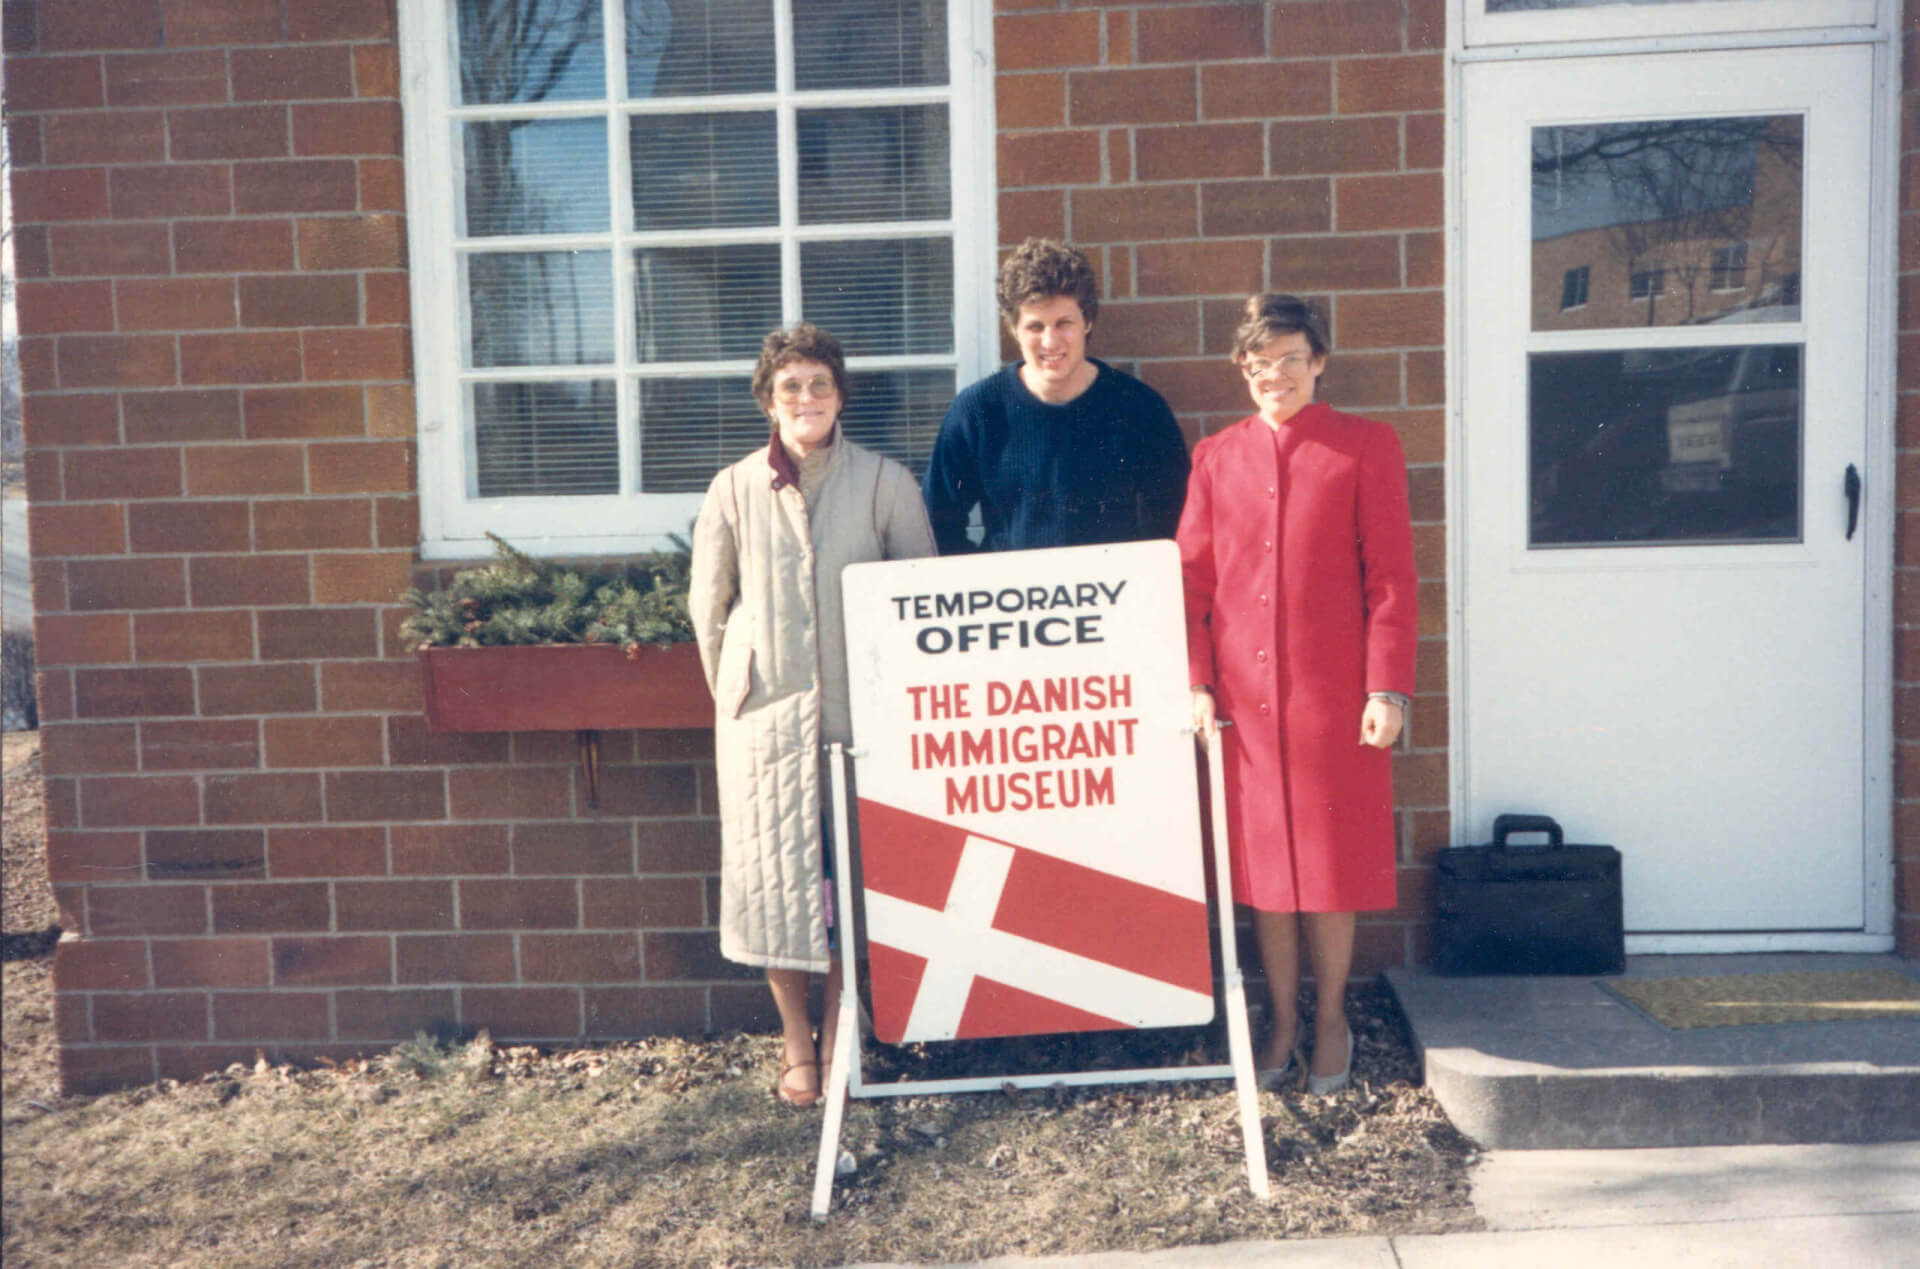 TEMPORARY
OFFICE
THE DANISH
IMMIGRANT
MUSEUM